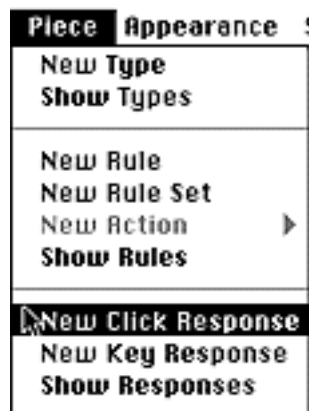 Piece Appearance
New Type
Show Types
New Rule
New Rule Set
New Action
Show Rules
New Click Response
New Key Response
Show Responses